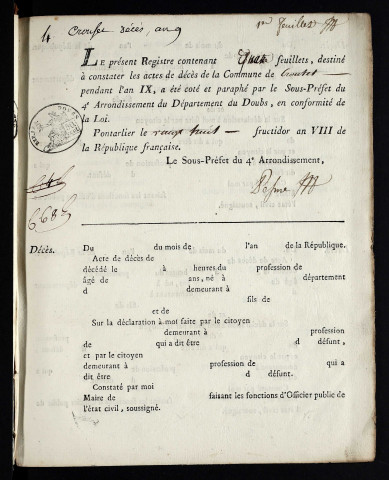 4 Crouset décès, an 9
1er feuillet
LE présent Registre contenant quatre feuillets, destiné
à constater les actes de décès de la Commune de Crouset
pendant l'an IX, a été coté et paraphé par le Sous-Préfet du
4e Arrondissement du Département du Doubs, en conformité de
la Loi.
Pontarlier le vingt huit fructidor an VIII de
la République française.
Le Sous-Préfet du 4e Arrondissement,
Décès.
Du du mois de l'an de la République.
Acte de décès de
décédé le à heures du profession de
âgé de ans, né à département
d demeurant à
fils de
et de
Sur la déclaration à moi faite par le citoyen
demeurant à profession
de qui a dit être d défunt,
et par le citoyen
demeurant à profession de qui a
dit être d défunt.
Constaté par moi
Maire de faisant les fonctions d'Officier public de
l'état civil, soussigné.